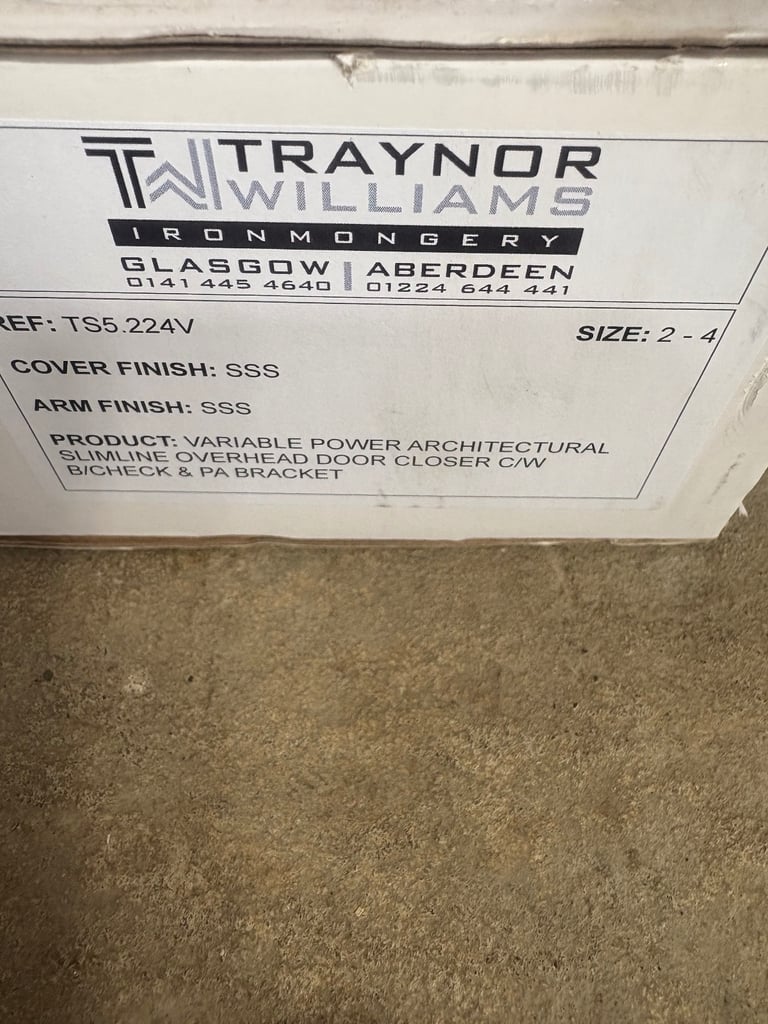 TW TRAYNOR
WILLIAMS
IRONMONGERY
GLASGOW | ABERDEEN
0141 445 4640 | 01224 644 441
REF: TS5.224V SIZE: 2 - 4
COVER FINISH: SSS
ARM FINISH: SSS
PRODUCT: VARIABLE POWER ARCHITECTURAL
SLIMLINE OVERHEAD DOOR CLOSER C/W
B/CHECK & PA BRACKET